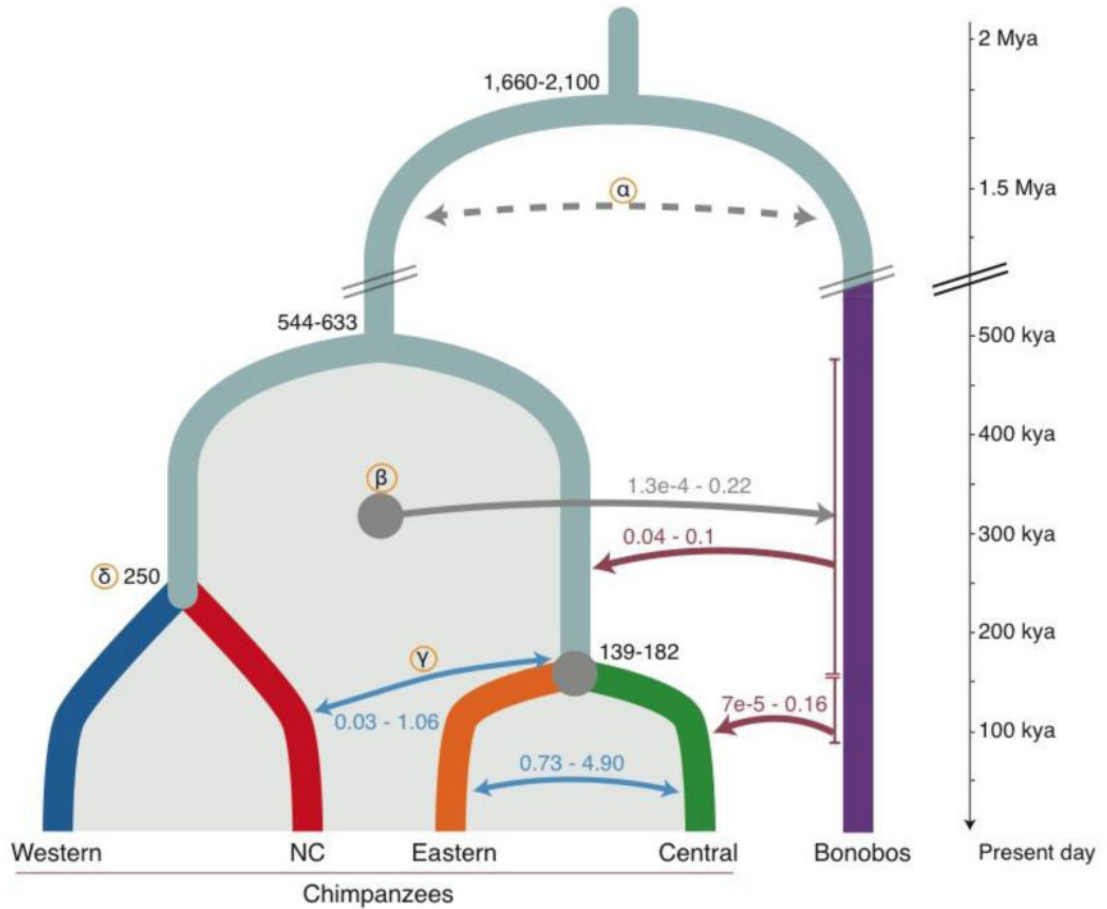 2 Mya
1,660-2,100
α
1.5 Mya
544-633
500 kya
400 kya
β
1.3e-4 - 0.22
300 kya
0.04 - 0.1
δ 250
200 kya
139-182
γ
7e-5 - 0.16
0.03 - 1.06
100 kya
0.73 - 4.90
Western NC Eastern Central Bonobos Present day
Chimpanzees